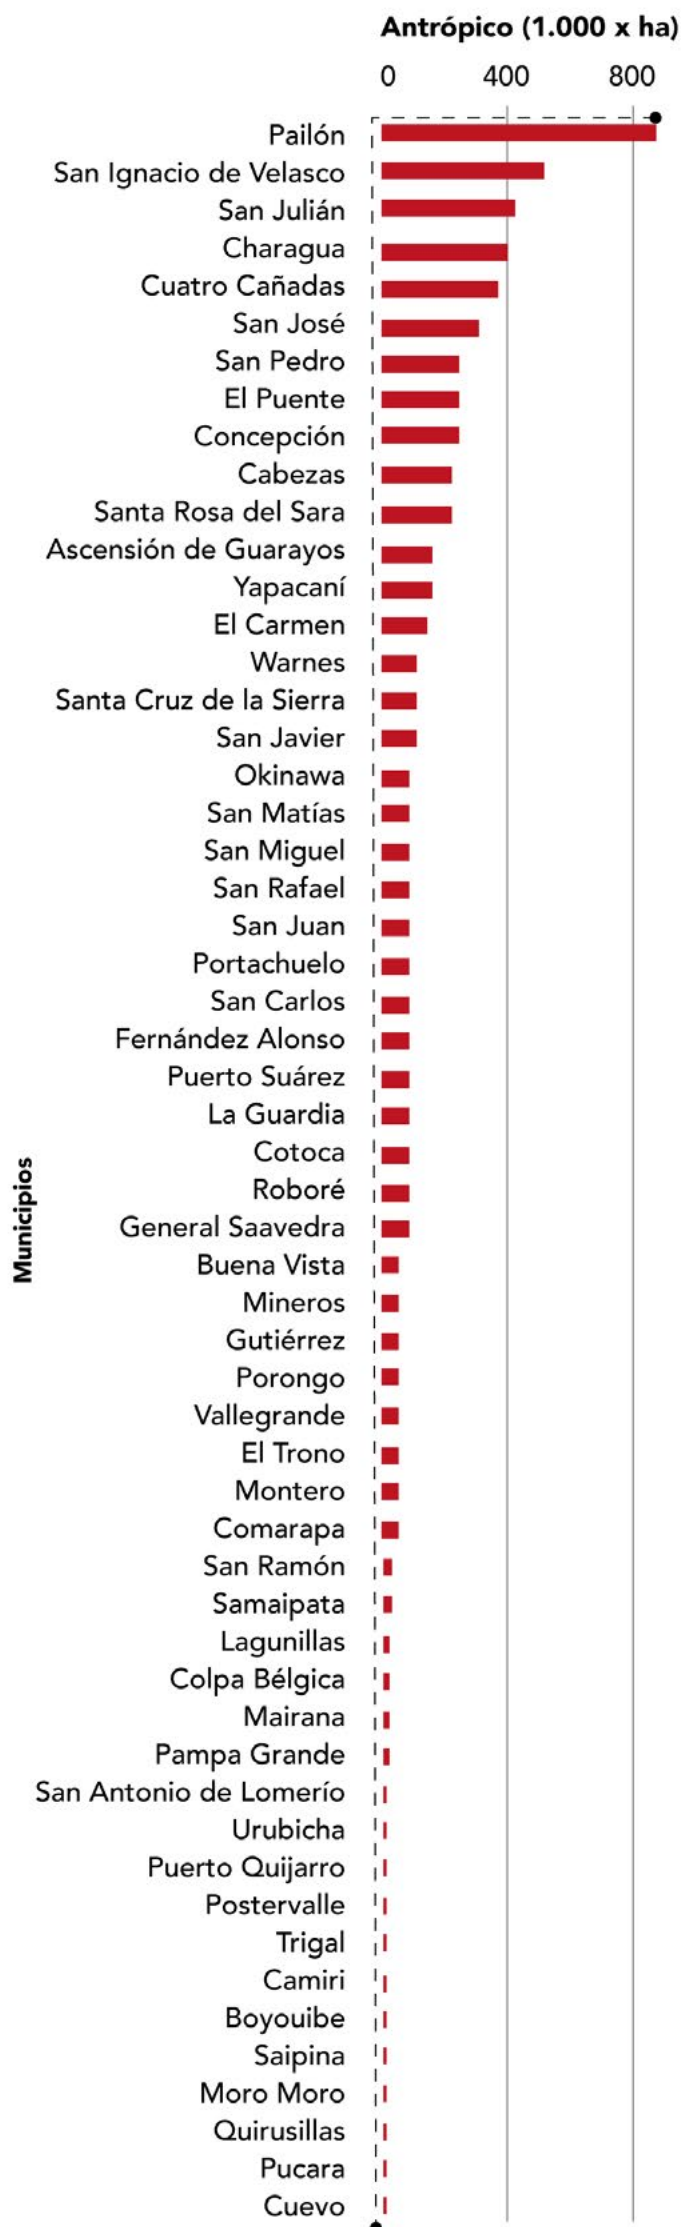 Antrópico (1.000 x ha)
0 400 800
Pailón
San Ignacio de Velasco
San Julián
Charagua
Cuatro Cañadas
San José
San Pedro
El Puente
Concepción
Cabezas
Santa Rosa del Sara
Ascensión de Guarayos
Yapacaní
El Carmen
Warnes
Santa Cruz de la Sierra
San Javier
Okinawa
San Matías
San Miguel
San Rafael
San Juan
Portachuelo
San Carlos
Fernández Alonso
Puerto Suárez
La Guardia
Cotoca
Roboré
General Saavedra
Buena Vista
Mineros
Gutiérrez
Porongo
Vallegrande
El Trono
Montero
Comarapa
San Ramón
Samaipata
Lagunillas
Colpa Bélgica
Mairana
Pampa Grande
San Antonio de Lomerío
Urubicha
Puerto Quijarro
Postervalle
Trigal
Camiri
Boyouibe
Saipina
Moro Moro
Quirusillas
Pucara
Cuevo
Municipios